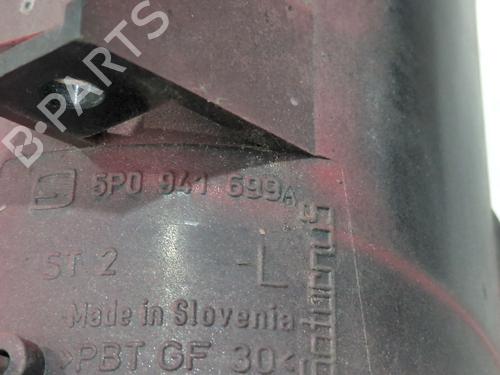 B-PARTS
5P0 941 699A
ST 2 -L
Made in Slovenia
>PBT GF 30<